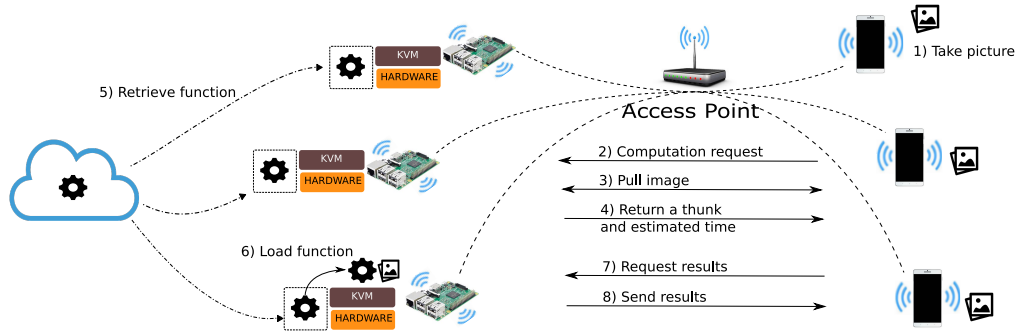 1) Take picture
KVM
HARDWARE
5) Retrieve function
Access Point
2) Computation request
KVM
HARDWARE
3) Pull image
4) Return a thunk
and estimated time
6) Load function
7) Request results
KVM
HARDWARE
8) Send results